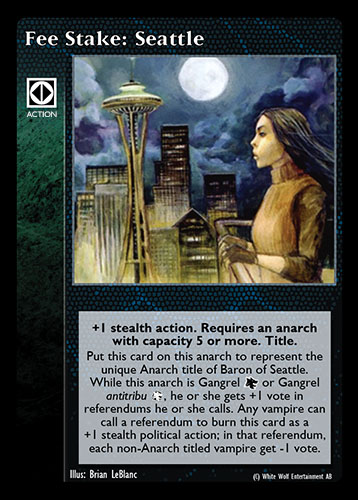 Fee Stake: Seattle
ACTION
+1 stealth action. Requires an anarch
with capacity 5 or more. Title.
Put this card on this anarch to represent the
unique Anarch title of Baron of Seattle.
While this anarch is Gangrel or Gangrel
antitribu , he or she gets +1 vote in
referendums he or she calls. Any vampire can
call a referendum to burn this card as a
+1 stealth political action; in that referendum,
each non-Anarch titled vampire get -1 vote.
Illus: Brian LeBlanc
(C) White Wolf Entertainment AB